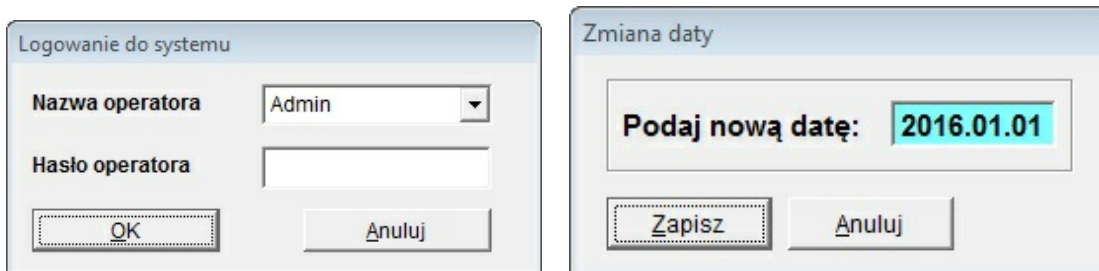 Logowanie do systemu
Nazwa operatora Admin
Hasło operatora
OK Anuluj
Zmiana daty
Podaj nową datę: 2016.01.01
Zapisz Anuluj